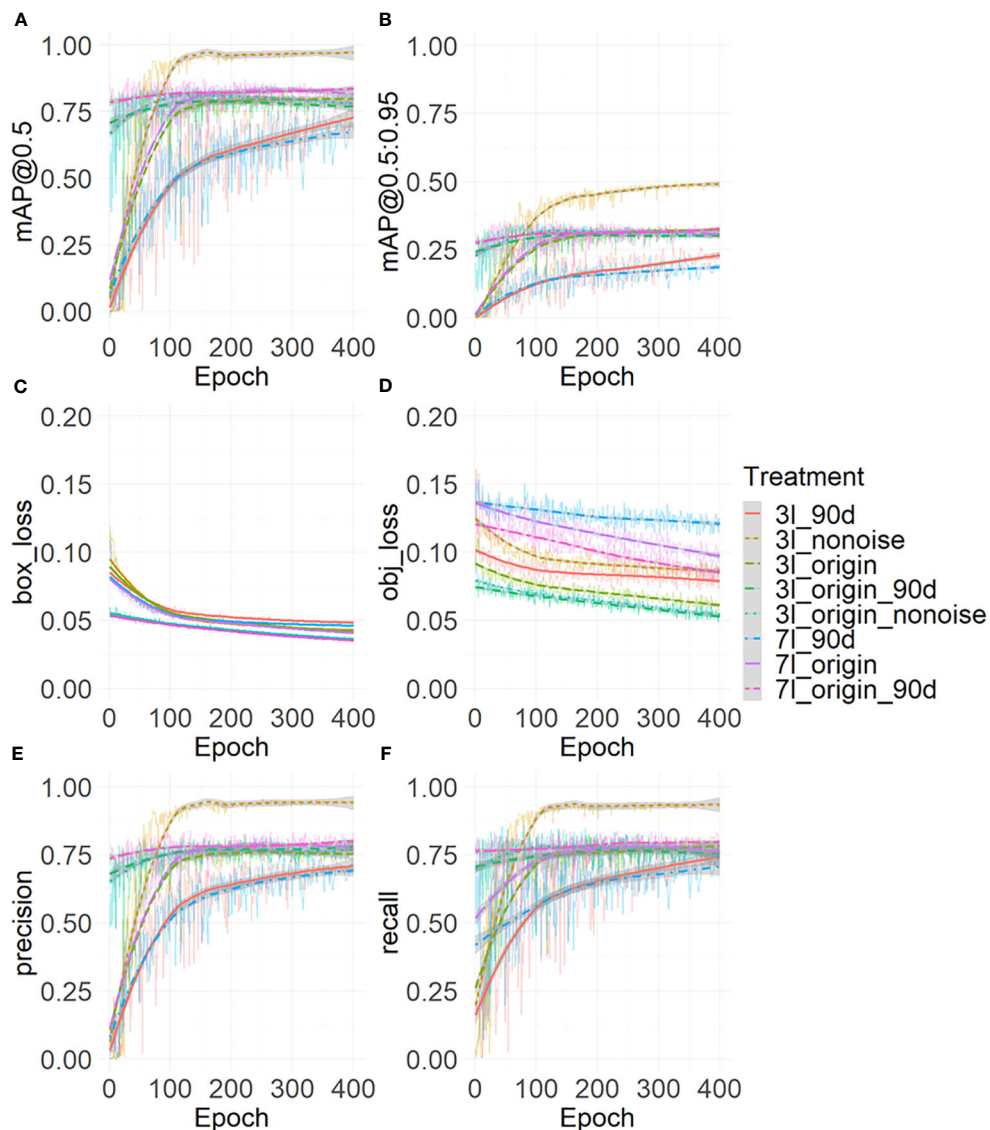 A
B
mAP@0.5
1.00
0.75
0.50
0.25
0.00
0 100 200 300 400
Epoch
mAP@0.5:0.95
1.00
0.75
0.50
0.25
0.00
0 100 200 300 400
Epoch
C
D
box_loss
0.20
0.15
0.10
0.05
0.00
0 100 200 300 400
Epoch
obj_loss
0.20
0.15
0.10
0.05
0.00
0 100 200 300 400
Epoch
Treatment
3l_90d
3l_nonoise
3l_origin
3l_origin_90d
3l_origin_nonoise
7l_90d
7l_origin
7l_origin_90d
E
F
precision
1.00
0.75
0.50
0.25
0.00
0 100 200 300 400
Epoch
recall
1.00
0.75
0.50
0.25
0.00
0 100 200 300 400
Epoch